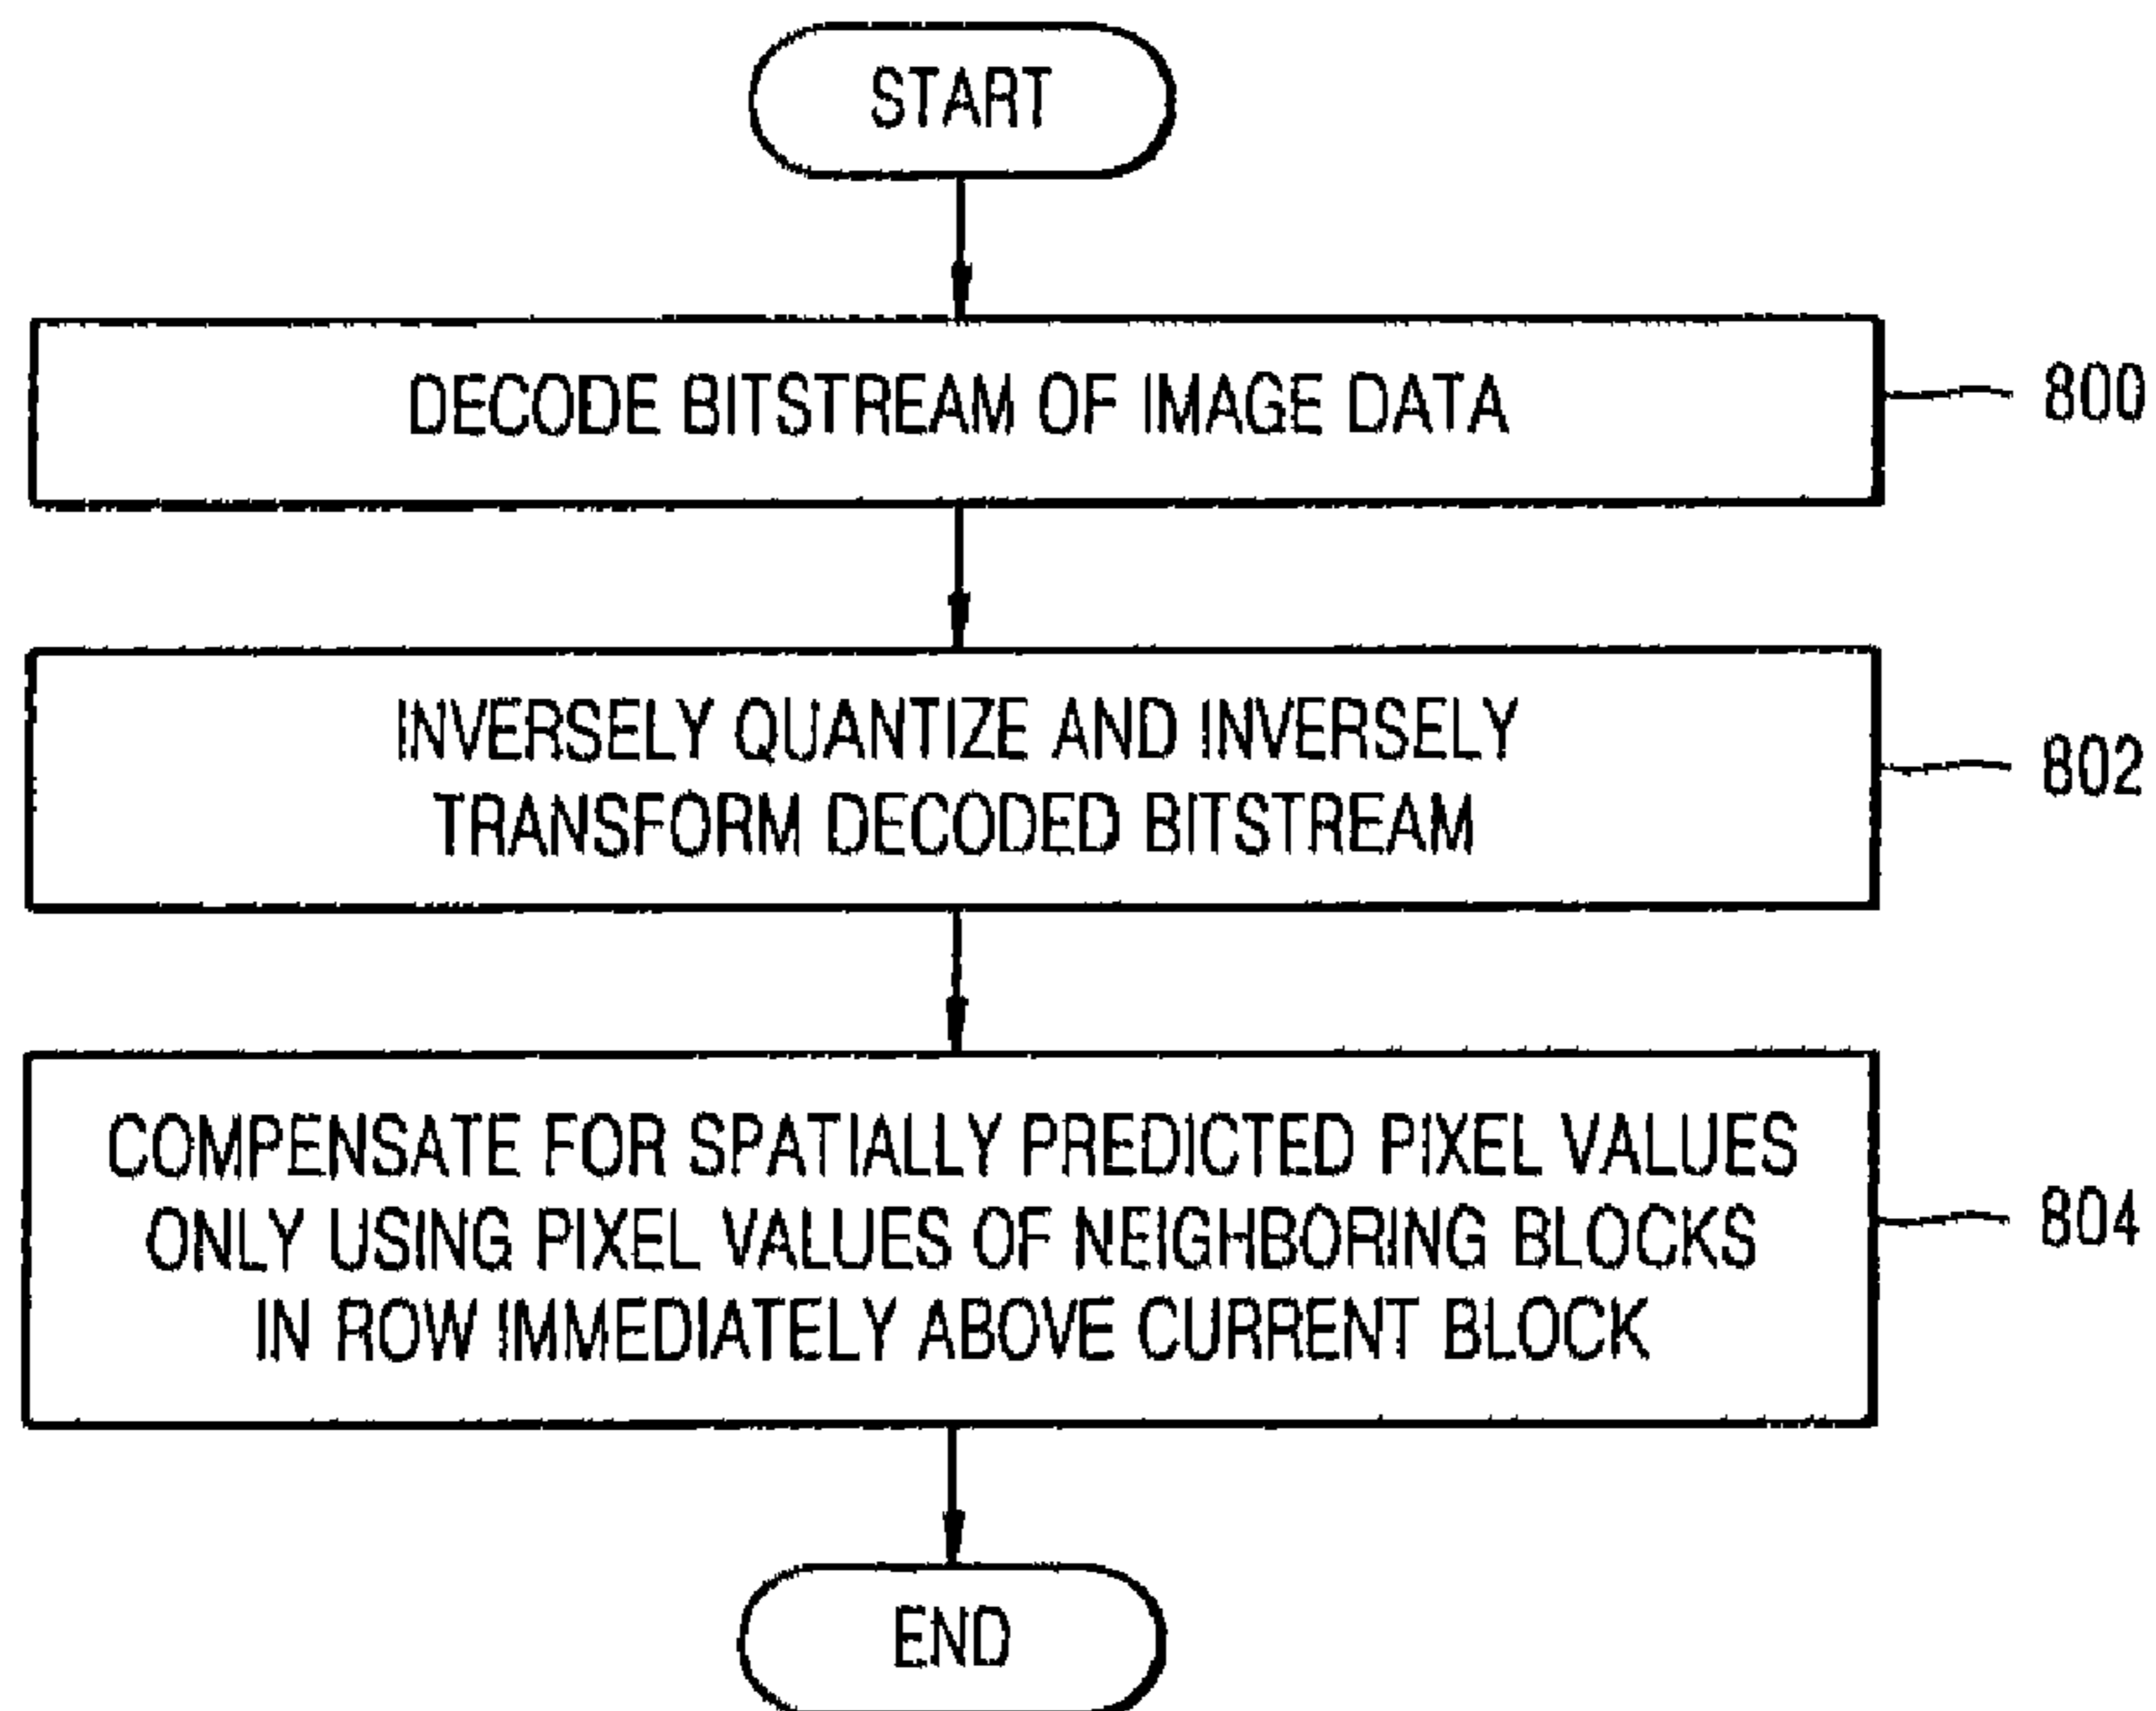 START
DECODE BITSTREAM OF IMAGE DATA
800
INVERSELY QUANTIZE AND INVERSELY
TRANSFORM DECODED BITSTREAM
802
COMPENSATE FOR SPATIALLY PREDICTED PIXEL VALUES
ONLY USING PIXEL VALUES OF NEIGHBORING BLOCKS
IN ROW IMMEDIATELY ABOVE CURRENT BLOCK
804
END